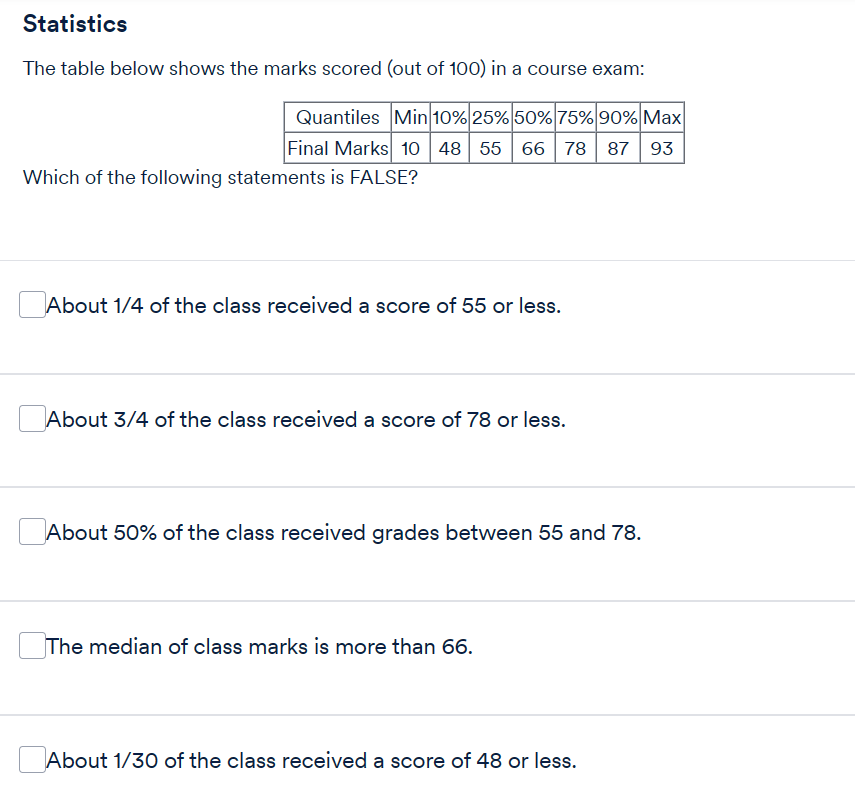 Statistics
The table below shows the marks scored (out of 100) in a course exam:
Quantiles Min 10% 25% 50% 75% 90% Max
Final Marks 10 48 55 66 78 87 93
Which of the following statements is FALSE?
About 1/4 of the class received a score of 55 or less.
About 3/4 of the class received a score of 78 or less.
About 50% of the class received grades between 55 and 78.
The median of class marks is more than 66.
About 1/30 of the class received a score of 48 or less.